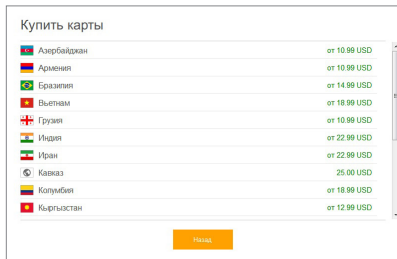 Купить карты
Азербайджан от 10.99 USD
Армения от 10.99 USD
Бразилия от 14.99 USD
Вьетнам от 18.99 USD
Грузия от 10.99 USD
Индия от 22.99 USD
Иран от 22.99 USD
Кавказ 25.00 USD
Колумбия от 18.99 USD
Кыргызстан от 12.99 USD
Назад